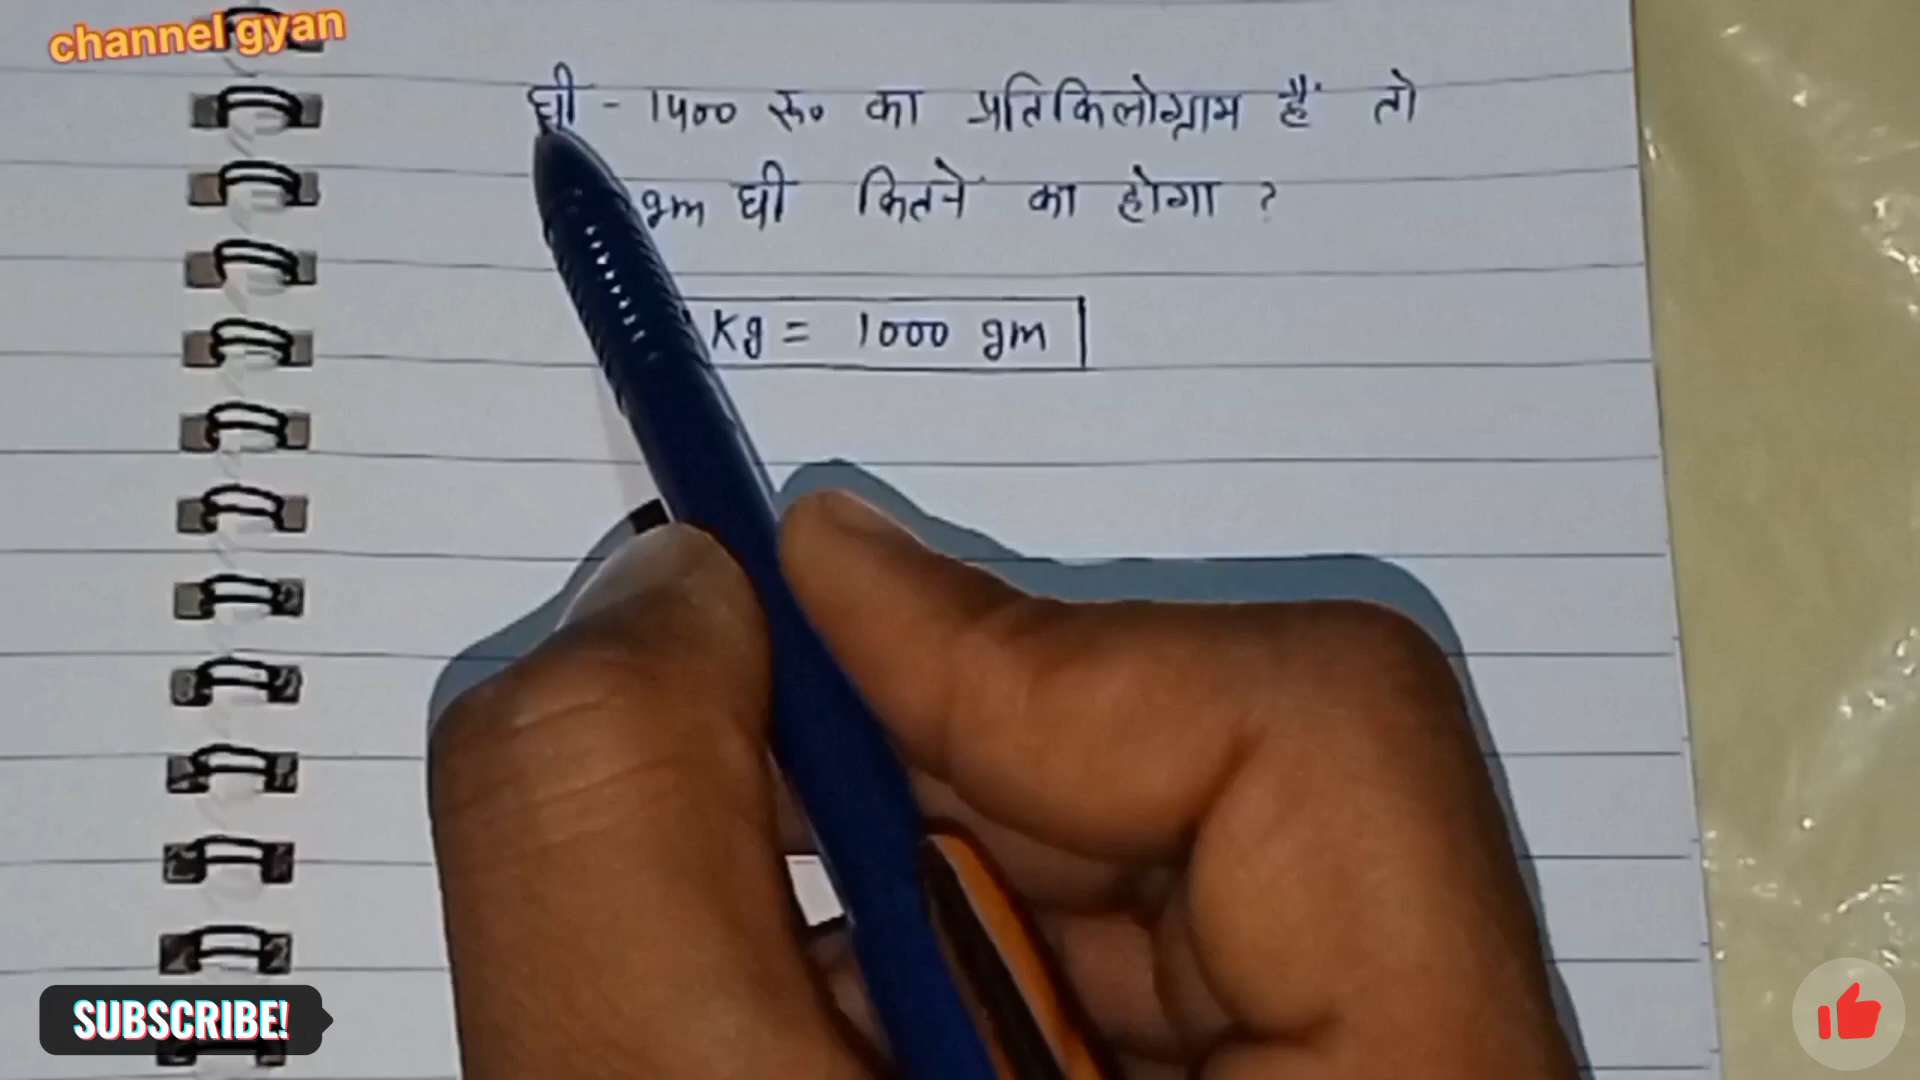 channel gyan
घी - 1400 रू० का प्रतिकिलोग्राम हैं तो
gm घी कितने का होगा ?
Kg = 1000 gm
SUBSCRIBE!